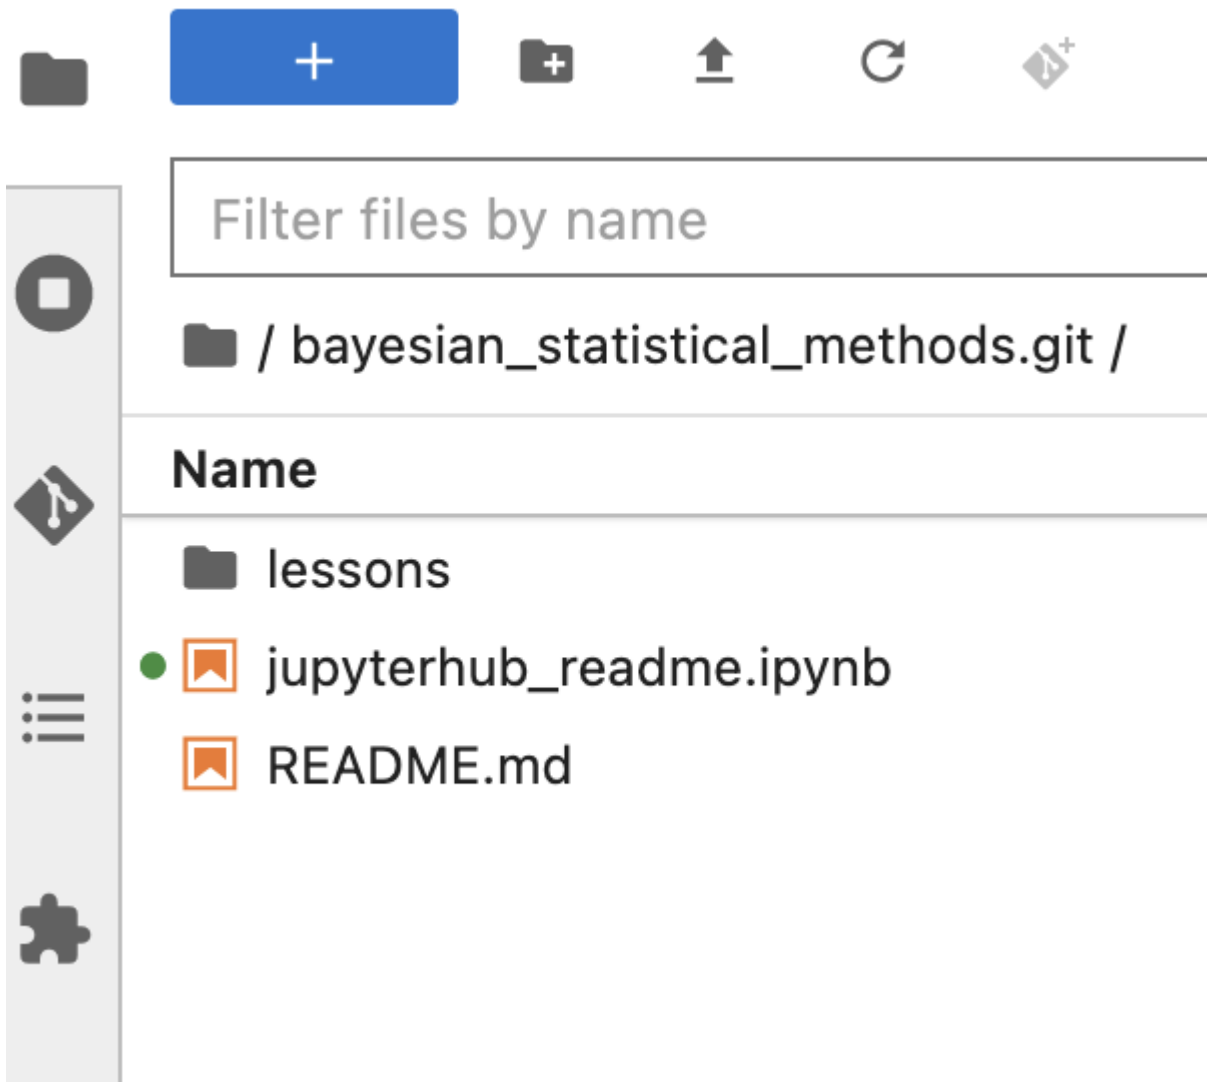 Filter files by name
/ bayesian_statistical_methods.git /
Name
lessons
jupyterhub_readme.ipynb
README.md